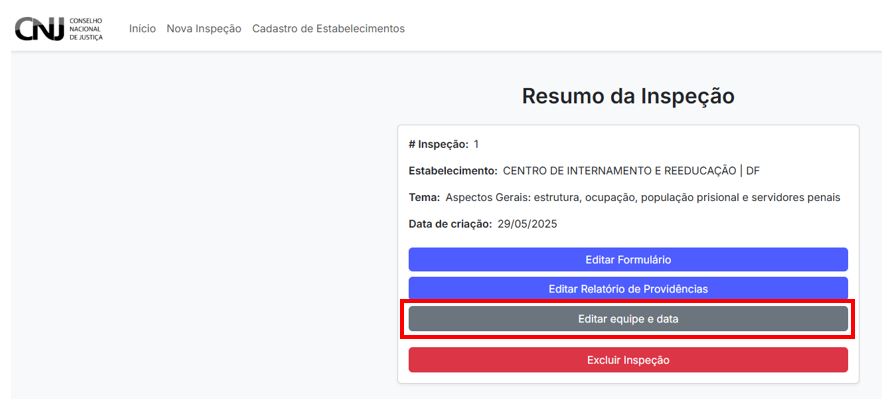 CNJ CONSELHO
NACIONAL
DE JUSTIÇA
Início Nova Inspeção Cadastro de Estabelecimentos
Resumo da Inspeção
# Inspeção: 1
Estabelecimento: CENTRO DE INTERNAMENTO E REEDUCAÇÃO | DF
Tema: Aspectos Gerais: estrutura, ocupação, população prisional e servidores penais
Data de criação: 29/05/2025
Editar Formulário
Editar Relatório de Providências
Editar equipe e data
Excluir Inspeção